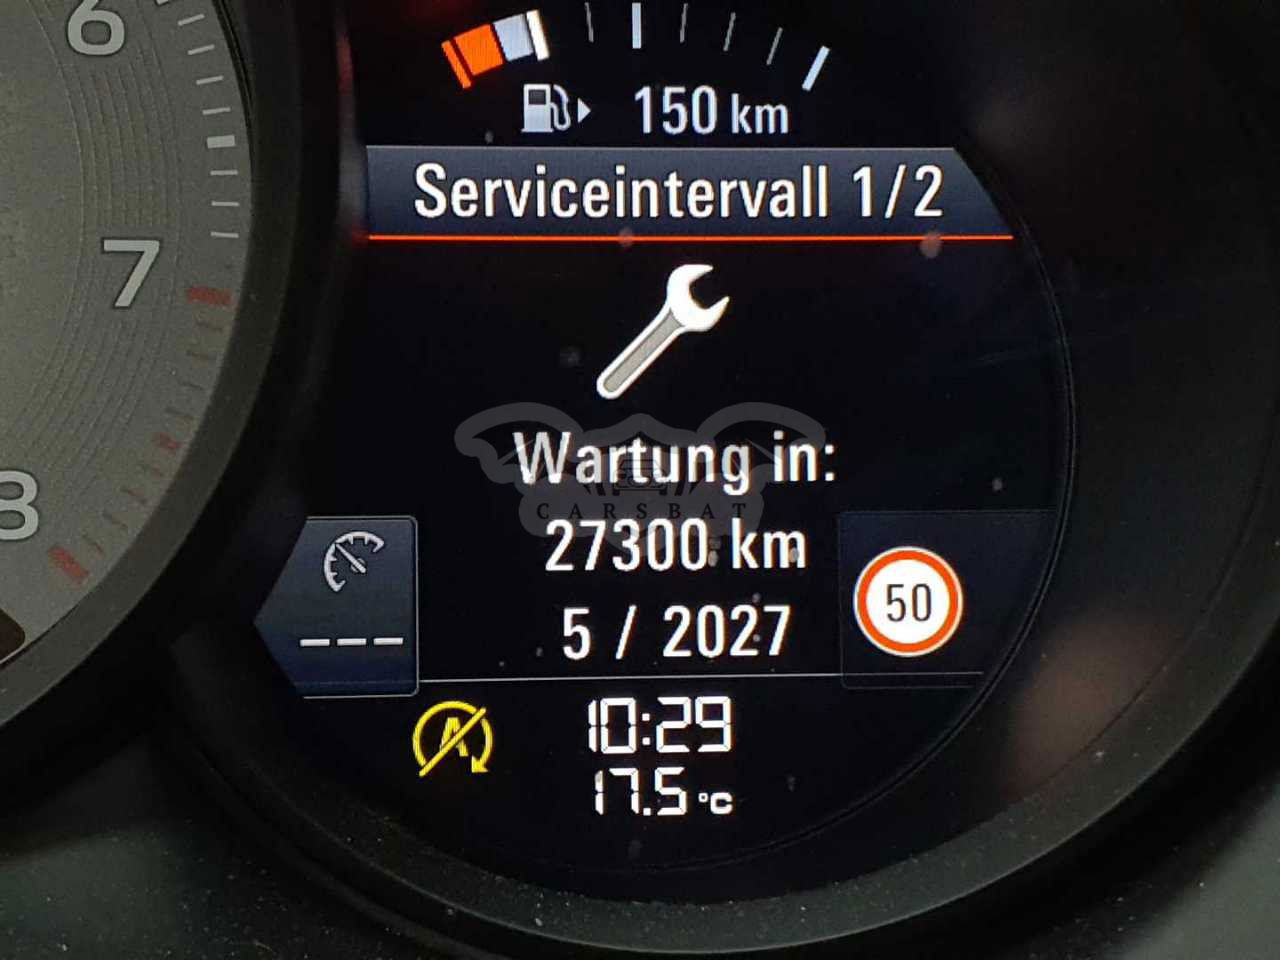 6
150 km
Serviceintervall 1/2
7
Wartung in:
CARSBAT
27300 km
8
50
5 / 2027
---
A
10:29
17.5 °C